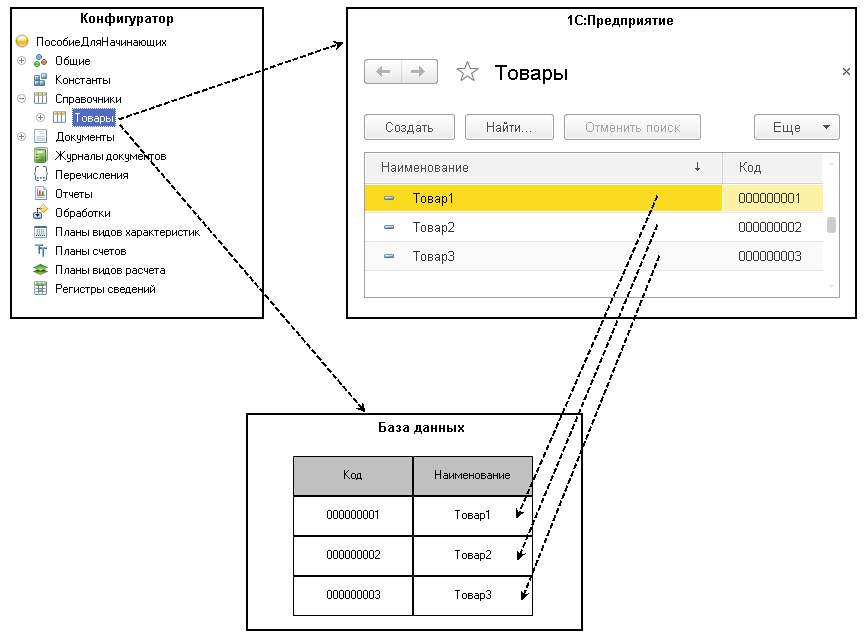 Конфигуратор
ПособиеДляНачинающих
Общие
Константы
Справочники
Товары
Документы
Журналы документов
Перечисления
Отчеты
Обработки
Планы видов характеристик
Планы счетов
Планы видов расчета
Регистры сведений
1С:Предприятие
Товары
Создать Найти... Отменить поиск Еще
Наименование Код
Товар1 000000001
Товар2 000000002
Товар3 000000003
База данных
Код Наименование
000000001 Товар1
000000002 Товар2
000000003 Товар3